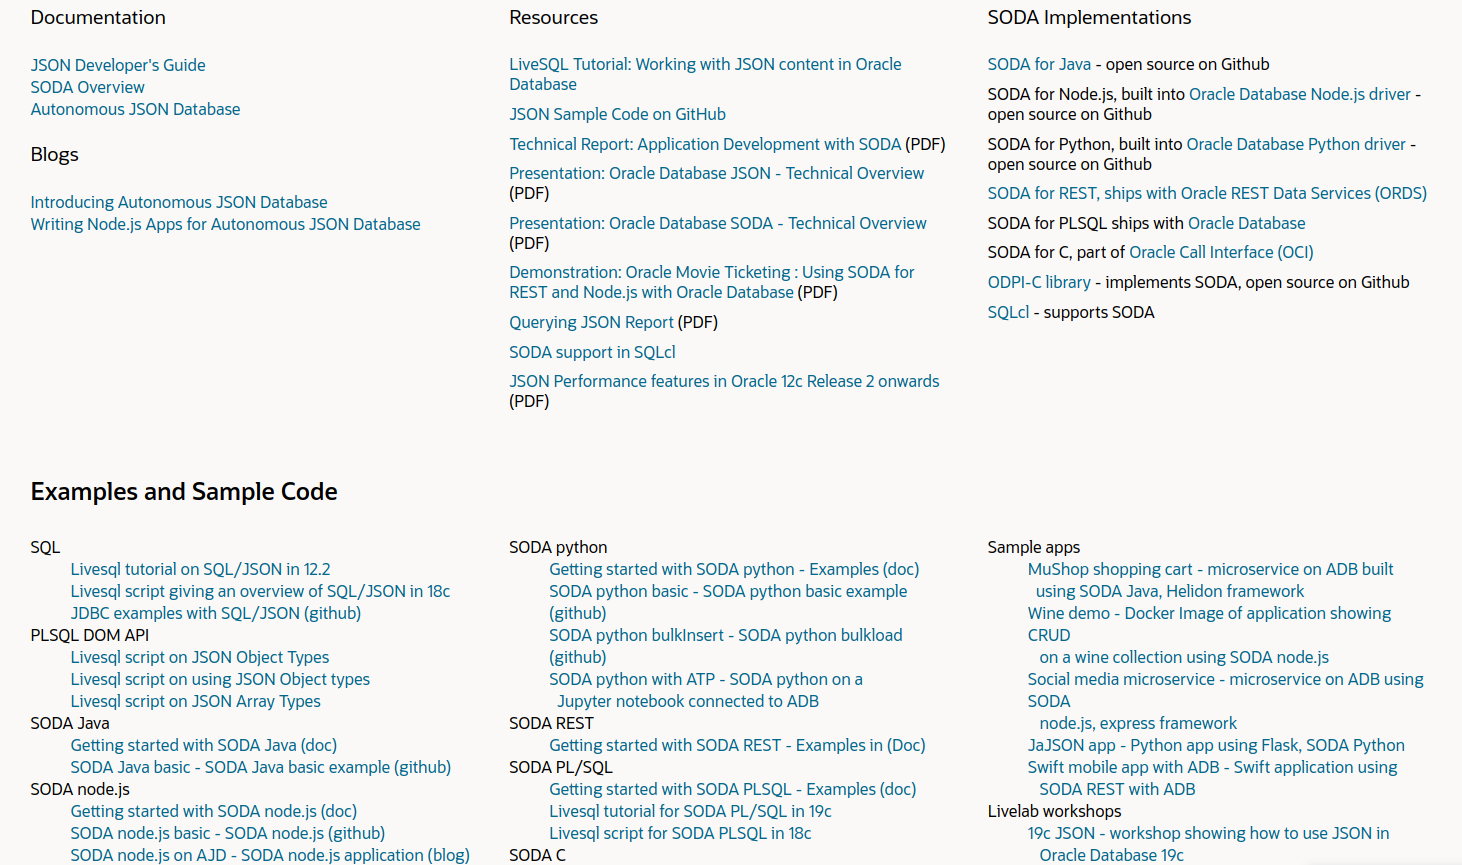 Documentation
JSON Developer's Guide
SODA Overview
Autonomous JSON Database
Blogs
Introducing Autonomous JSON Database
Writing Node.js Apps for Autonomous JSON Database
Resources
LiveSQL Tutorial: Working with JSON content in Oracle
Database
JSON Sample Code on GitHub
Technical Report: Application Development with SODA (PDF)
Presentation: Oracle Database JSON - Technical Overview
(PDF)
Presentation: Oracle Database SODA - Technical Overview
(PDF)
Demonstration: Oracle Movie Ticketing : Using SODA for
REST and Node.js with Oracle Database (PDF)
Querying JSON Report (PDF)
SODA support in SQLcl
JSON Performance features in Oracle 12c Release 2 onwards
(PDF)
SODA Implementations
SODA for Java - open source on Github
SODA for Node.js, built into Oracle Database Node.js driver -
open source on Github
SODA for Python, built into Oracle Database Python driver -
open source on Github
SODA for REST, ships with Oracle REST Data Services (ORDS)
SODA for PLSQL ships with Oracle Database
SODA for C, part of Oracle Call Interface (OCI)
ODPI-C library - implements SODA, open source on Github
SQLcl - supports SODA
Examples and Sample Code
SQL
Livesql tutorial on SQL/JSON in 12.2
Livesql script giving an overview of SQL/JSON in 18c
JDBC examples with SQL/JSON (github)
PLSQL DOM API
Livesql script on JSON Object Types
Livesql script on using JSON Object types
Livesql script on JSON Array Types
SODA Java
Getting started with SODA Java (doc)
SODA Java basic - SODA Java basic example (github)
SODA node.js
Getting started with SODA node.js (doc)
SODA node.js basic - SODA node.js (github)
SODA node.js on AJD - SODA node.js application (blog)
SODA python
Getting started with SODA python - Examples (doc)
SODA python basic - SODA python basic example
(github)
SODA python bulkInsert - SODA python bulkload
(github)
SODA python with ATP - SODA python on a
Jupyter notebook connected to ADB
SODA REST
Getting started with SODA REST - Examples in (Doc)
SODA PL/SQL
Getting started with SODA PLSQL - Examples (doc)
Livesql tutorial for SODA PL/SQL in 19c
Livesql script for SODA PLSQL in 18c
SODA C
Sample apps
MuShop shopping cart - microservice on ADB built
using SODA Java, Helidon framework
Wine demo - Docker Image of application showing
CRUD
on a wine collection using SODA node.js
Social media microservice - microservice on ADB using
SODA
node.js, express framework
JaJSON app - Python app using Flask, SODA Python
Swift mobile app with ADB - Swift application using
SODA REST with ADB
Livelab workshops
19c JSON - workshop showing how to use JSON in
Oracle Database 19c